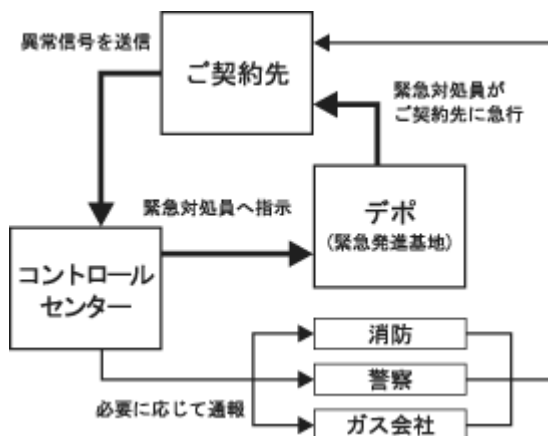 異常信号を送信
ご契約先
緊急対処員が
ご契約先に急行
緊急対処員へ指示
デポ
(緊急発進基地)
コントロール
センター
消防
警察
ガス会社
必要に応じて通報